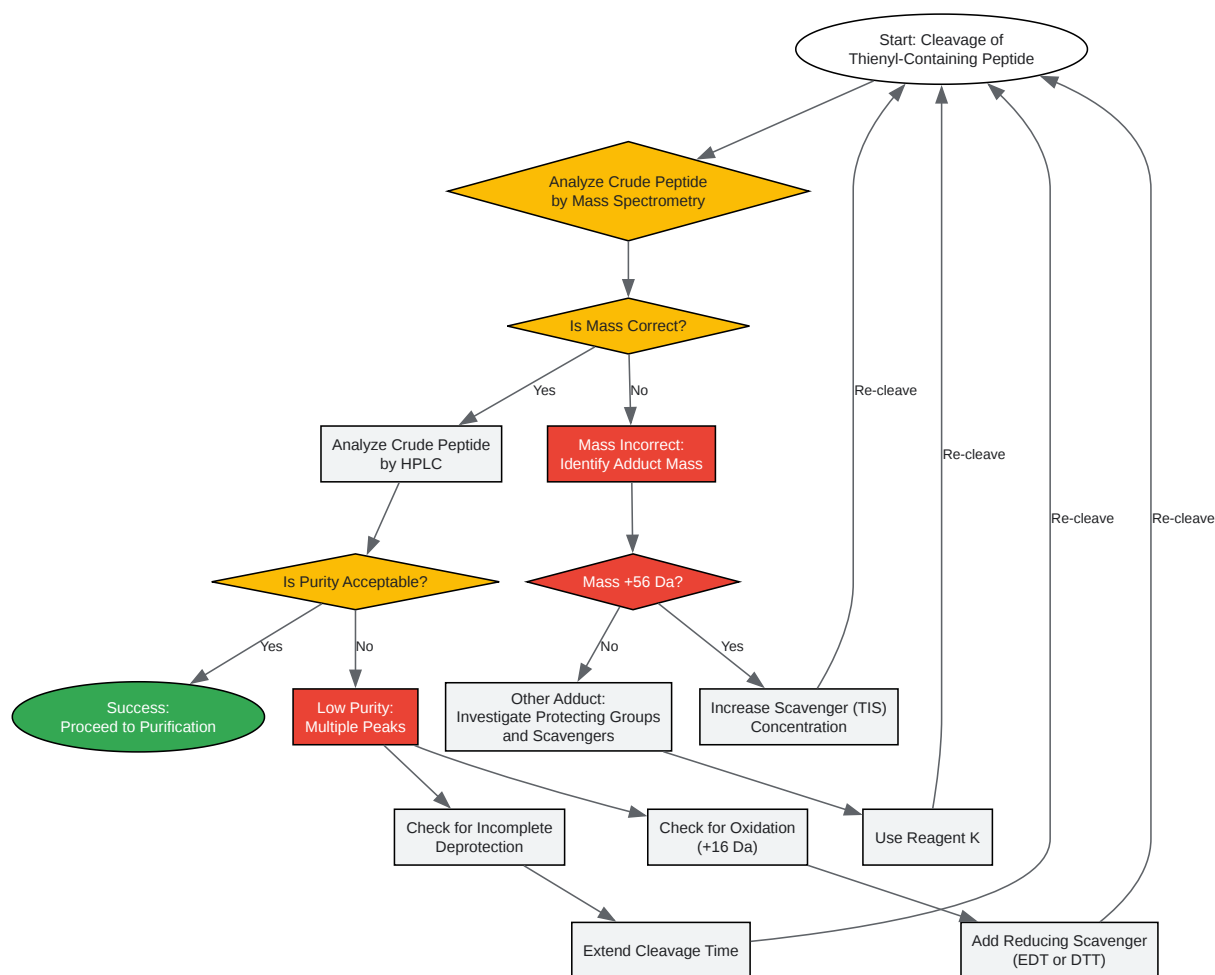 Start: Cleavage of
Thienyl-Containing Peptide
Analyze Crude Peptide
by Mass Spectrometry
Is Mass Correct?
Yes
No
Re-cleave
Analyze Crude Peptide
by HPLC
Mass Incorrect:
Identify Adduct Mass
Re-cleave
Re-cleave
Re-cleave
Is Purity Acceptable?
Mass +56 Da?
Yes
No
No
Yes
Success:
Proceed to Purification
Low Purity:
Multiple Peaks
Other Adduct:
Investigate Protecting Groups
and Scavengers
Increase Scavenger (TIS)
Concentration
Check for Incomplete
Deprotection
Check for Oxidation
(+16 Da)
Use Reagent K
Extend Cleavage Time
Add Reducing Scavenger
(EDT or DTT)